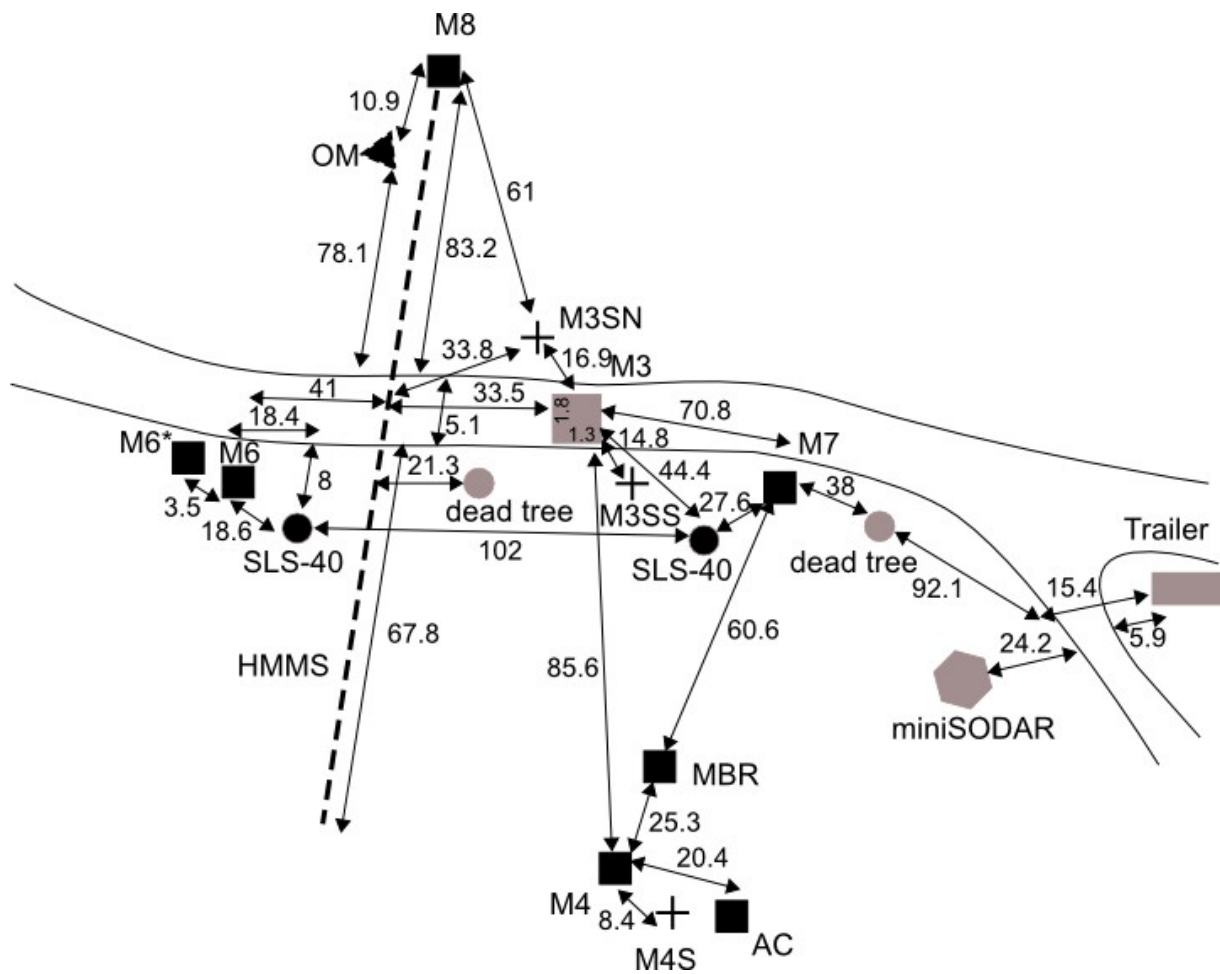 M8
10.9
OM
61
78.1
83.2
M3SN
33.8
16.9
M3
41
33.5
1.8
70.8
18.4
5.1
1.3
14.8
M7
M6*
M6
44.4
21.3
8
38
27.6
3.5
dead tree
M3SS
18.6
Trailer
102
SLS-40
SLS-40
dead tree
92.1
15.4
5.9
67.8
60.6
24.2
HMMS
85.6
miniSODAR
MBR
25.3
20.4
M4
8.4
M4S
AC